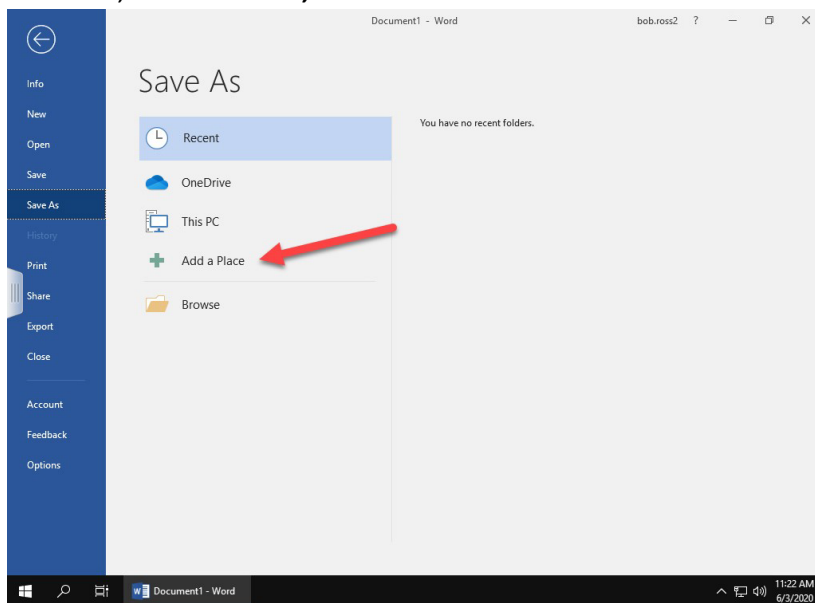 Document1 - Word
bob.ross2 ?
Save As
Info
New
Open
Save
Save As
History
Print
Share
Export
Close
Account
Feedback
Options
Recent
OneDrive
This PC
Add a Place
Browse
You have no recent folders.
Document1 - Word
11:22 AM
6/3/2020